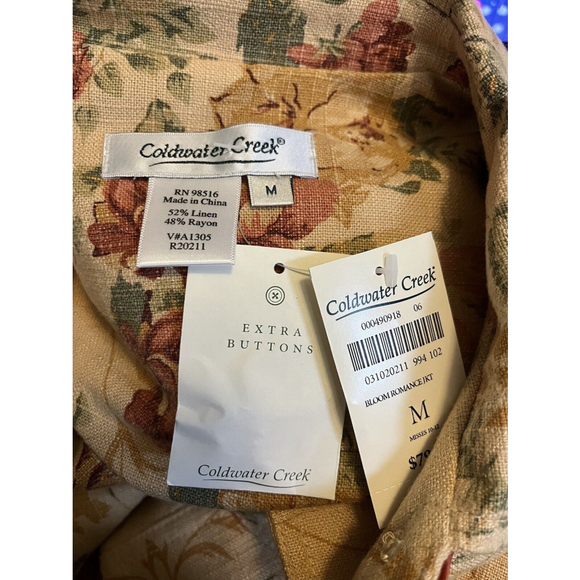 Coldwater Creek®
M
RN 98516
Made in China
52% Linen
48% Rayon
V#A1305
R20211
EXTRA
BUTTONS
Coldwater Creek®
Coldwater Creek®
000490918 06
031020211 994 102
BLOOM ROMANCE JKT
M
MISSES